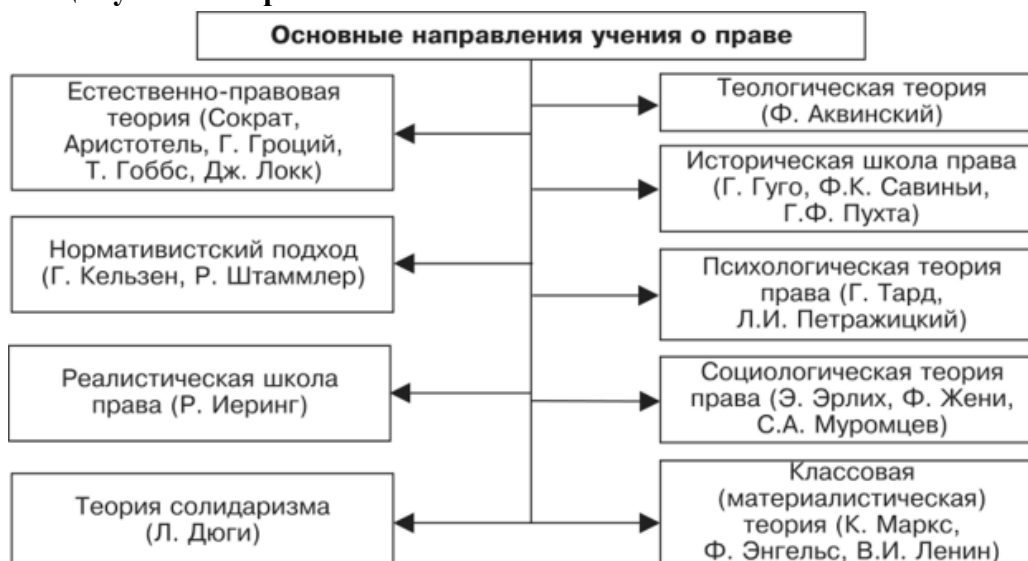 Основные направления учения о праве
Естественно-правовая
теория (Сократ,
Аристотель, Г. Гроций,
Т. Гоббс, Дж. Локк)
Нормативистский подход
(Г. Кельзен, Р. Штаммлер)
Реалистическая школа
права (Р. Иеринг)
Теория солидаризма
(Л. Дюги)
Теологическая теория
(Ф. Аквинский)
Историческая школа права
(Г. Гуго, Ф.К. Савиньи,
Г.Ф. Пухта)
Психологическая теория
права (Г. Тард,
Л.И. Петражицкий)
Социологическая теория
права (Э. Эрлих, Ф. Жени,
С.А. Муромцев)
Классовая
(материалистическая)
теория (К. Маркс,
Ф. Энгельс, В.И. Ленин)